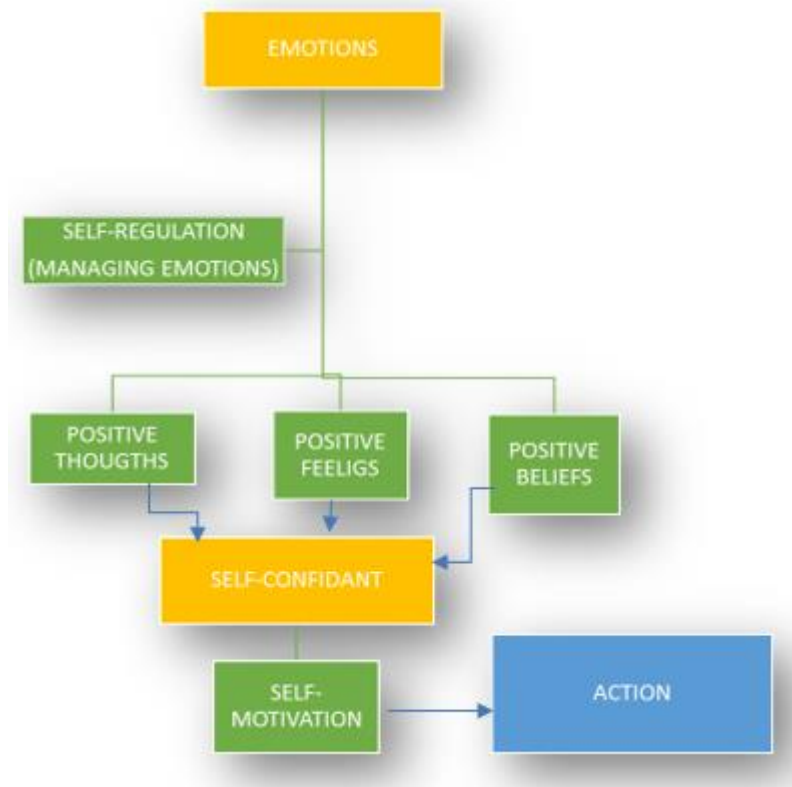 EMOTIONS
SELF-REGULATION
(MANAGING EMOTIONS)
POSITIVE
THOUGTHS
POSITIVE
FEELIGS
POSITIVE
BELIEFS
SELF-CONFIDANT
SELF-
MOTIVATION
ACTION